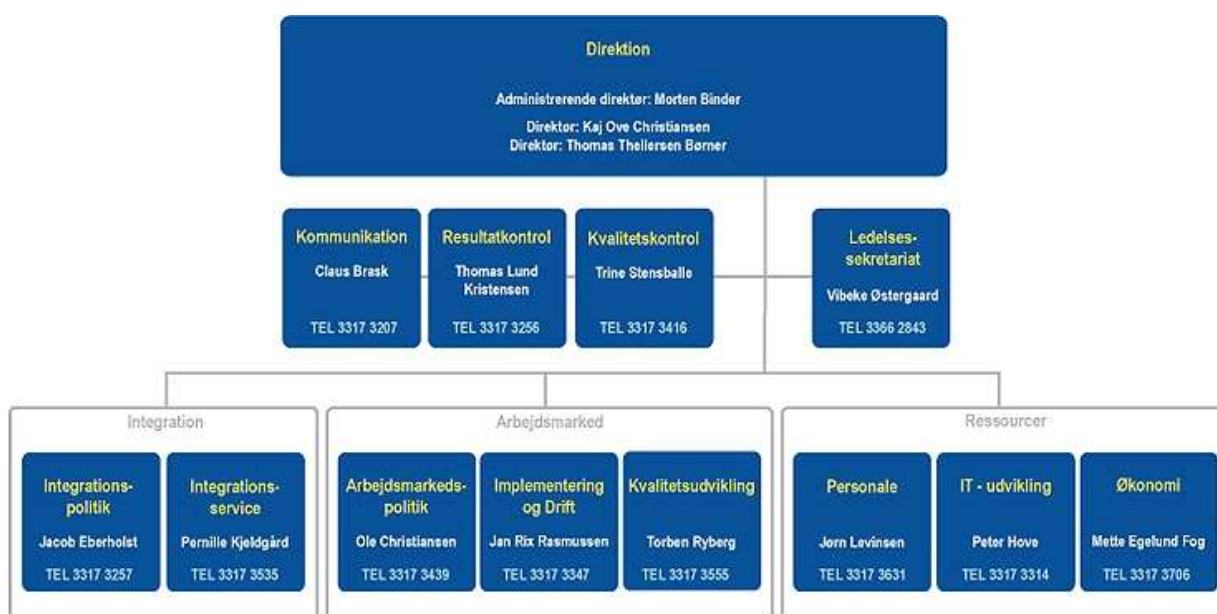 Direktion
Administrerende direktør: Morten Binder
Direktør: Kaj Ove Christiansen
Direktør: Thomas Thellersen Børner
Kommunikation
Claus Brask
TEL 3317 3207
Resultatkontrol
Thomas Lund
Kristensen
TEL 3317 3256
Kvalitetskontrol
Trine Stensballe
TEL 3317 3416
Ledelses-
sekretariat
Vibeke Østergaard
TEL 3366 2843
Integration
Integrations-
politik
Jacob Eberholst
TEL 3317 3257
Integrations-
service
Pernille Kjeldgård
TEL 3317 3535
Arbejdsmarked
Arbejdsmarkeds-
politik
Ole Christiansen
TEL 3317 3439
Implementering
og Drift
Jan Rix Rasmussen
TEL 3317 3347
Kvalitetsudvikling
Torben Ryberg
TEL 3317 3555
Ressourcer
Personale
Jørn Levinsen
TEL 3317 3631
IT - udvikling
Peter Hove
TEL 3317 3314
Økonomi
Mette Egelund Fog
TEL 3317 3706